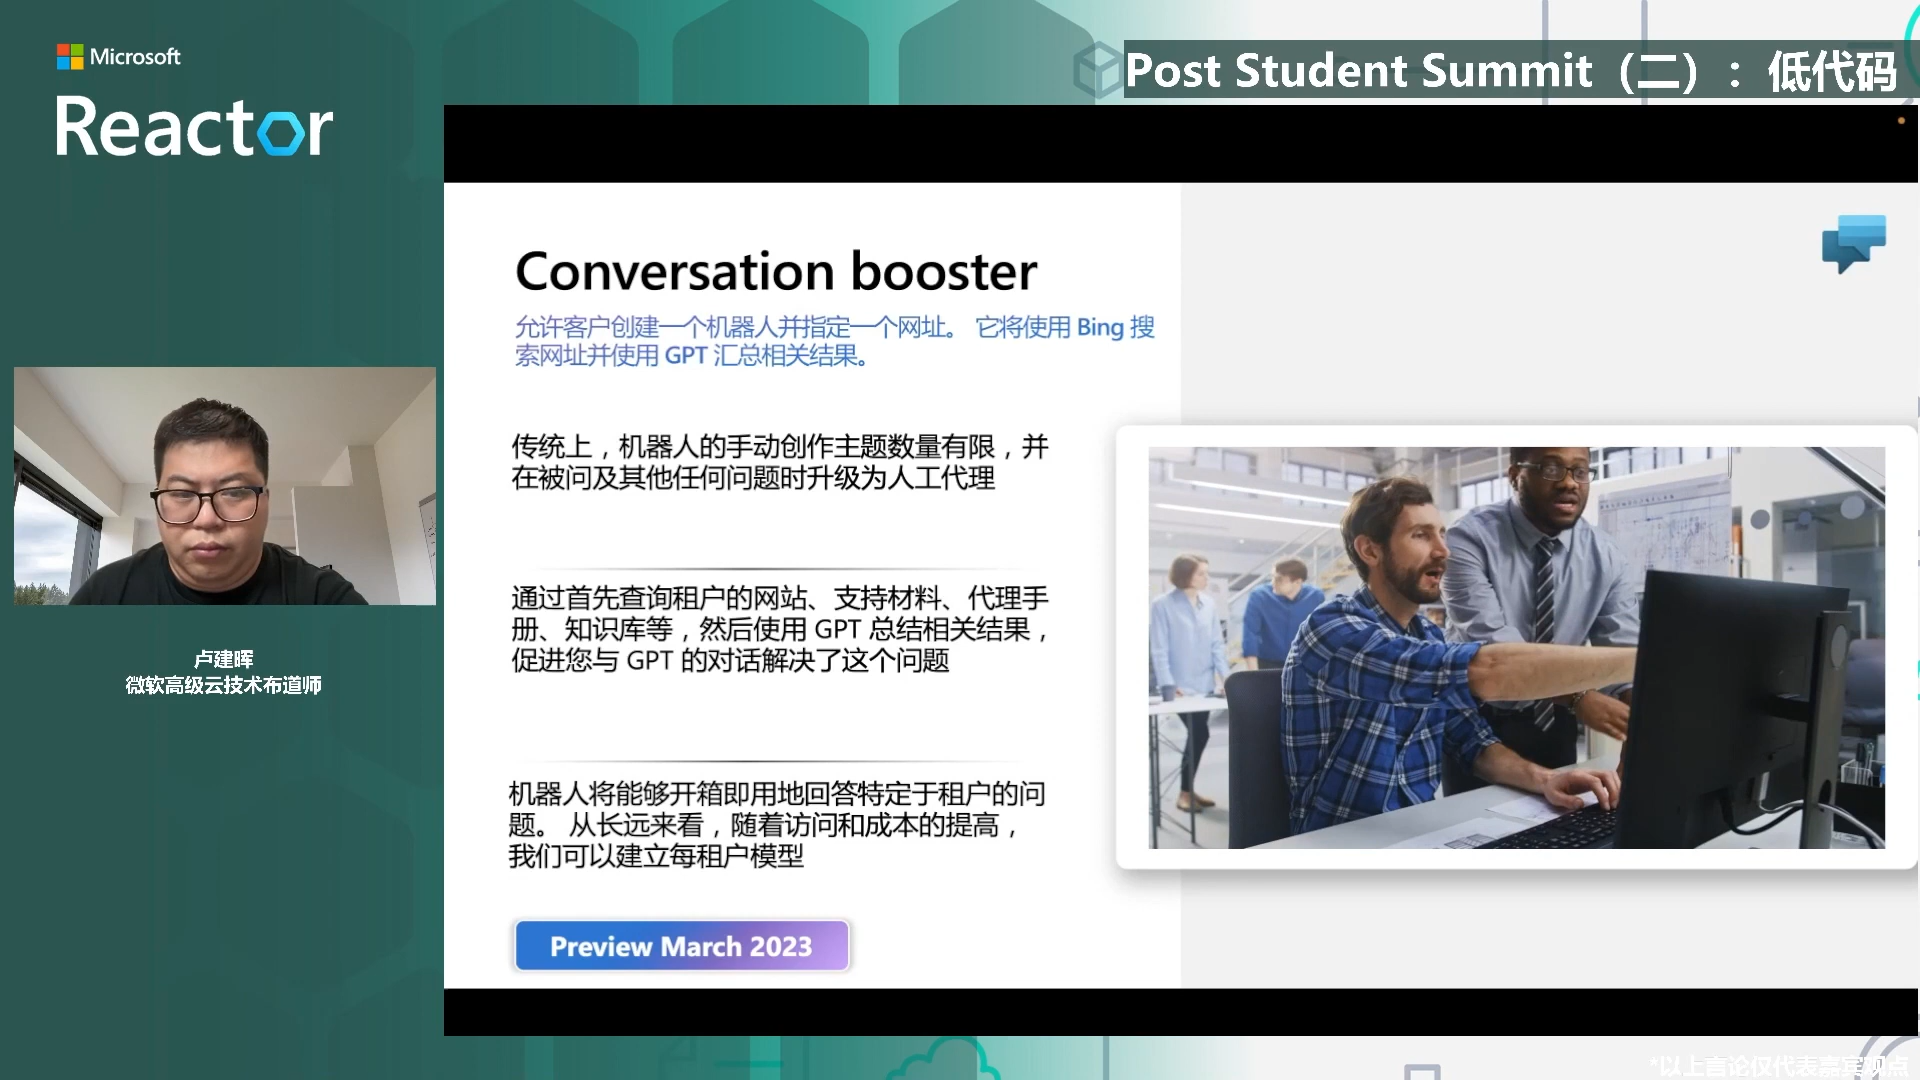 Microsoft
Reactor
Post Student Summit（二）：低代码
Conversation booster
允许客户创建一个机器人并指定一个网址。 它将使用 Bing 搜
索网址并使用 GPT 汇总相关结果。
传统上，机器人的手动创作主题数量有限，并
在被问及其他任何问题时升级为人工代理
通过首先查询租户的网站、支持材料、代理手
册、知识库等，然后使用 GPT 总结相关结果，
促进您与 GPT 的对话解决了这个问题
机器人将能够开箱即用地回答特定于租户的问
题。 从长远来看，随着访问和成本的提高，
我们可以建立每租户模型
Preview March 2023
卢建晖
微软高级云技术布道师
*以上言论仅代表嘉宾观点